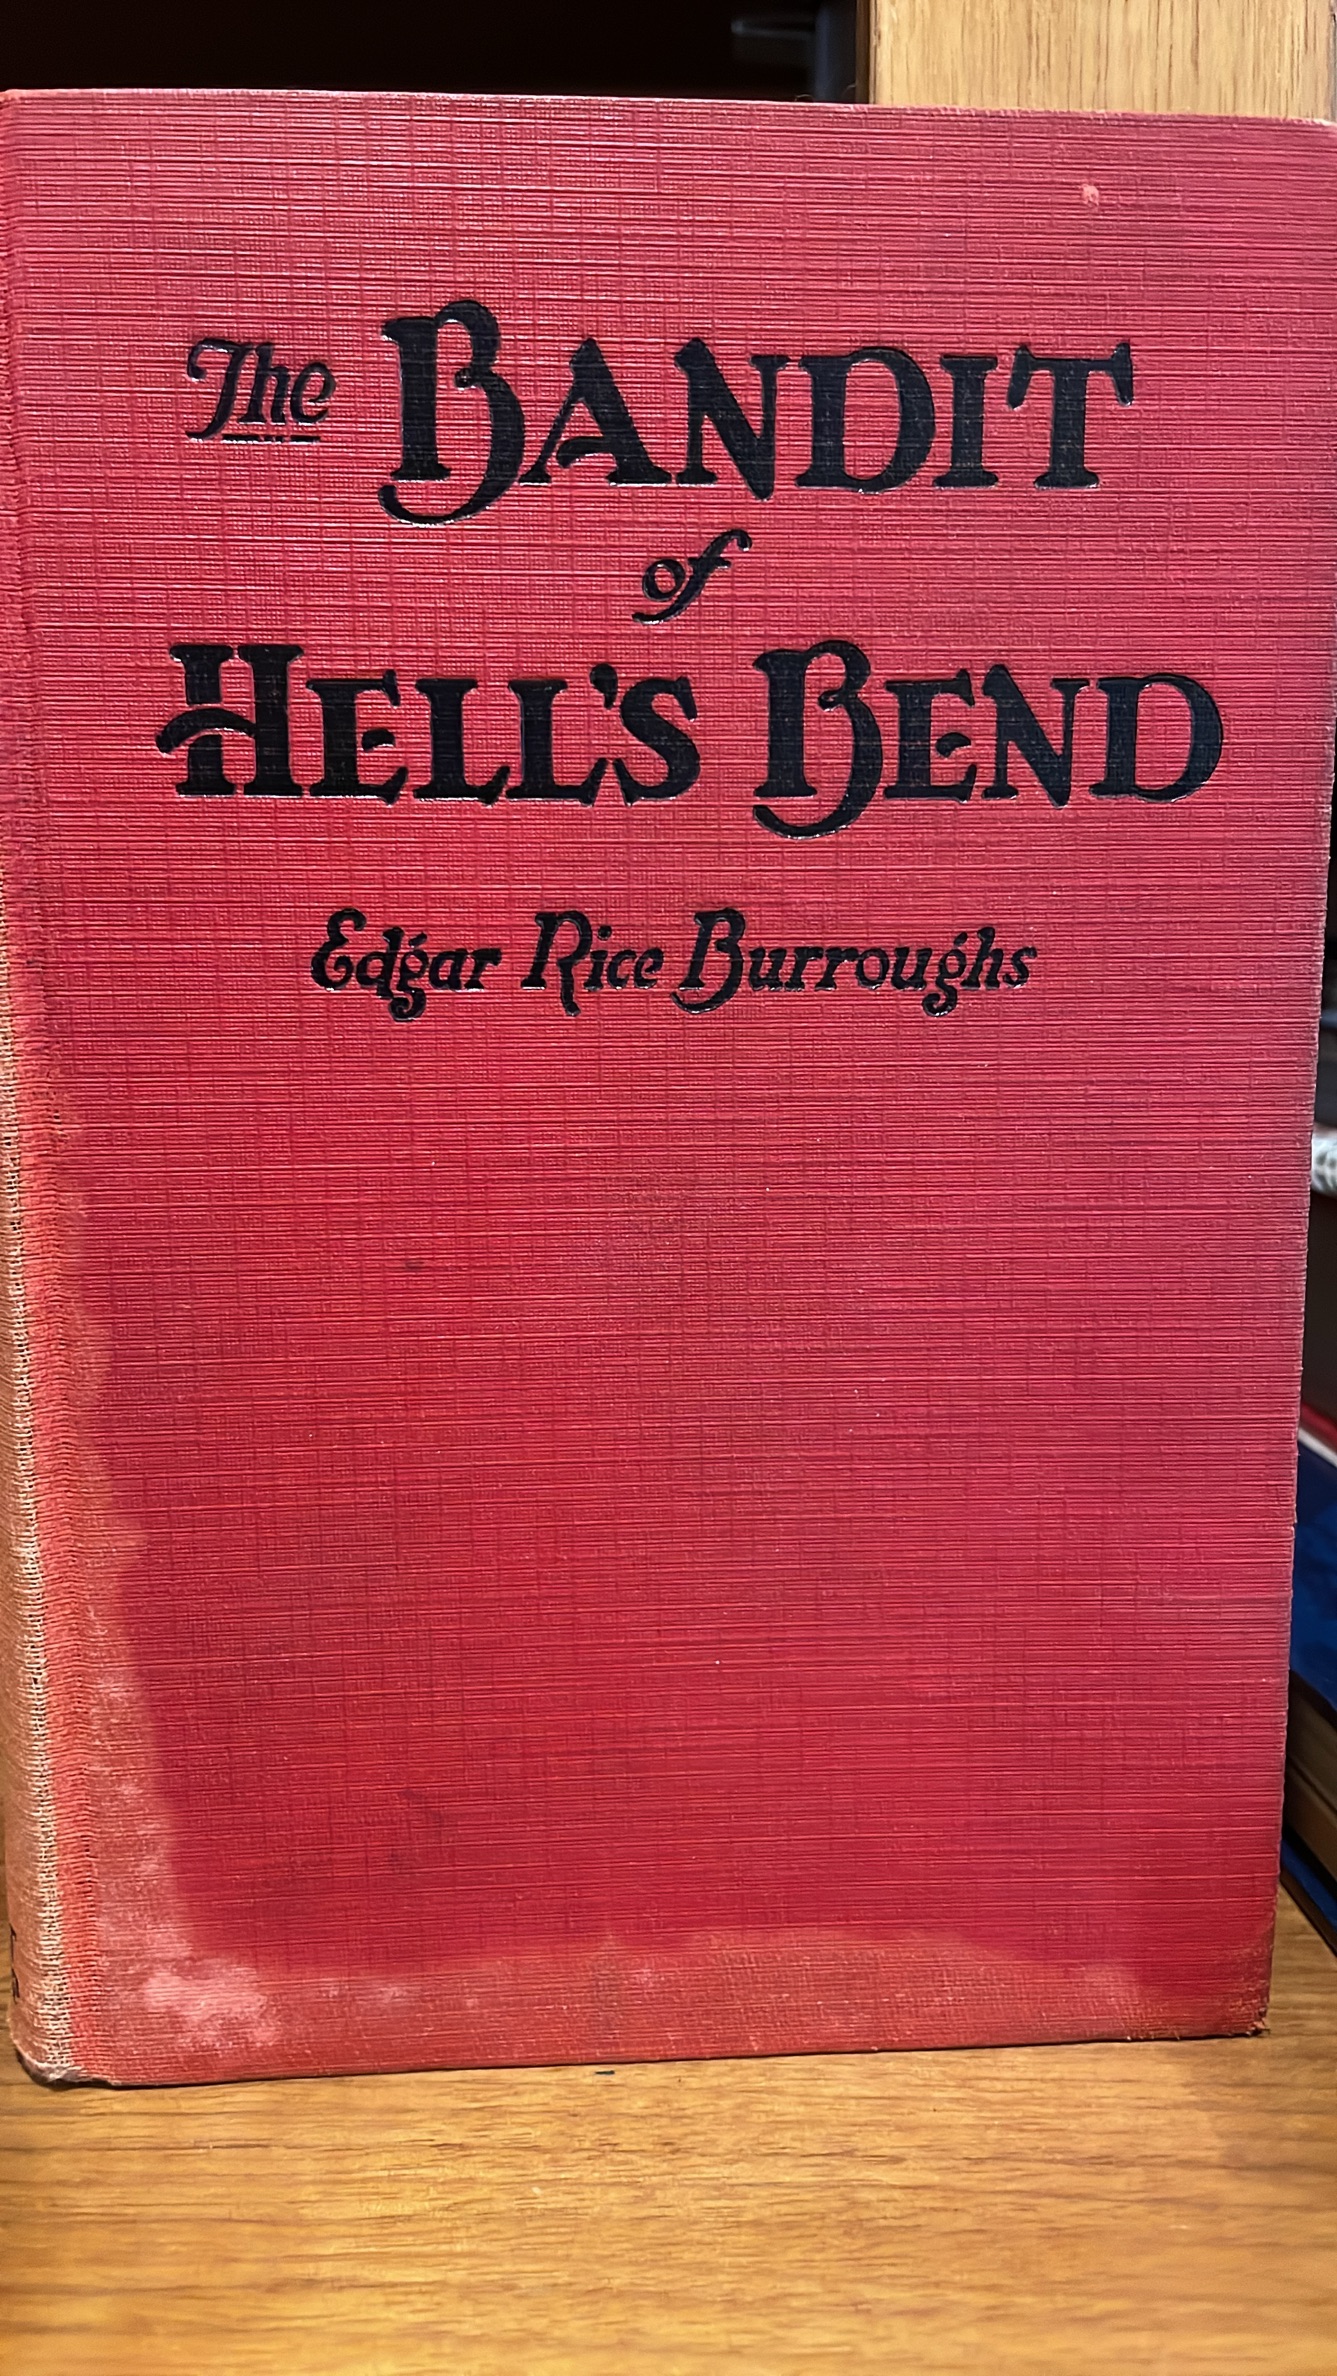 The BANDIT
of
HELL'S BEND
Edgar Rice Burroughs